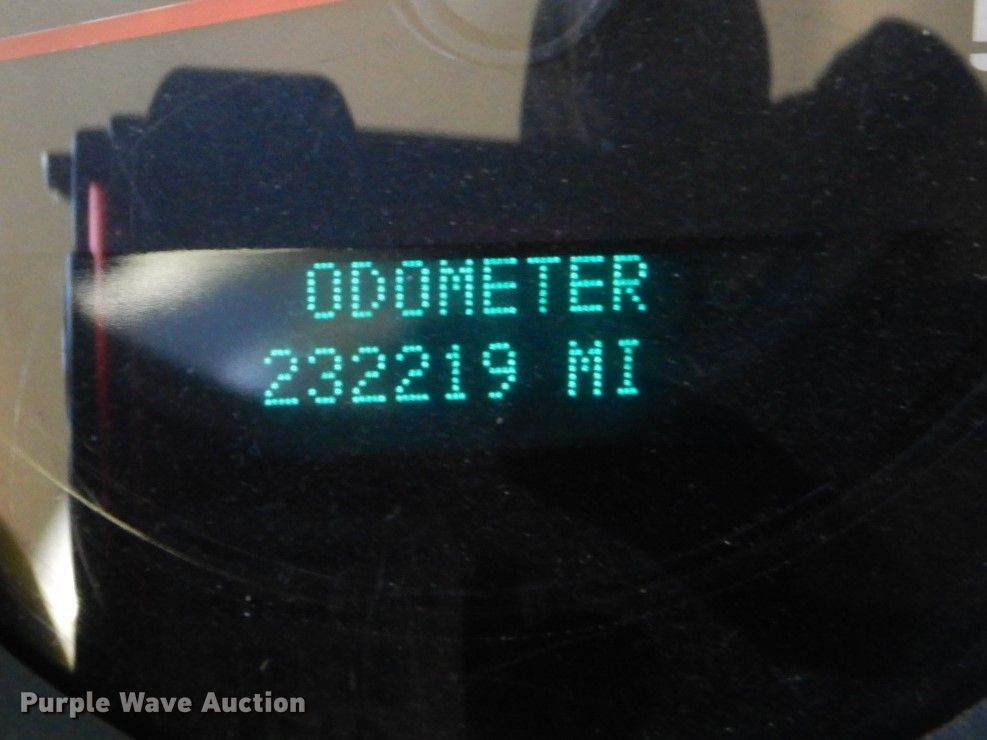 ODOMETER
232219 MI
Purple Wave Auction